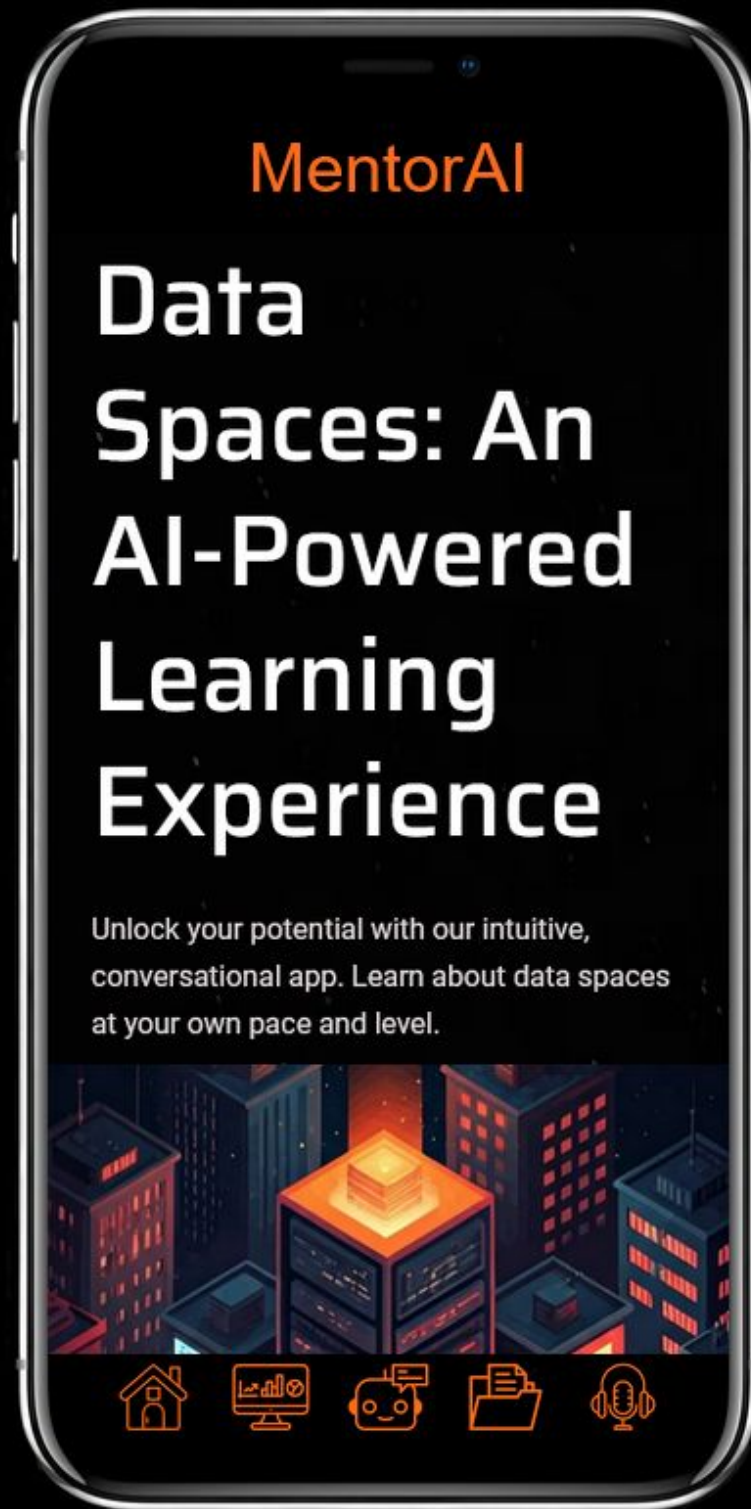 MentorAI
Data
Spaces: An
AI-Powered
Learning
Experience
Unlock your potential with our intuitive,
conversational app. Learn about data spaces
at your own pace and level.